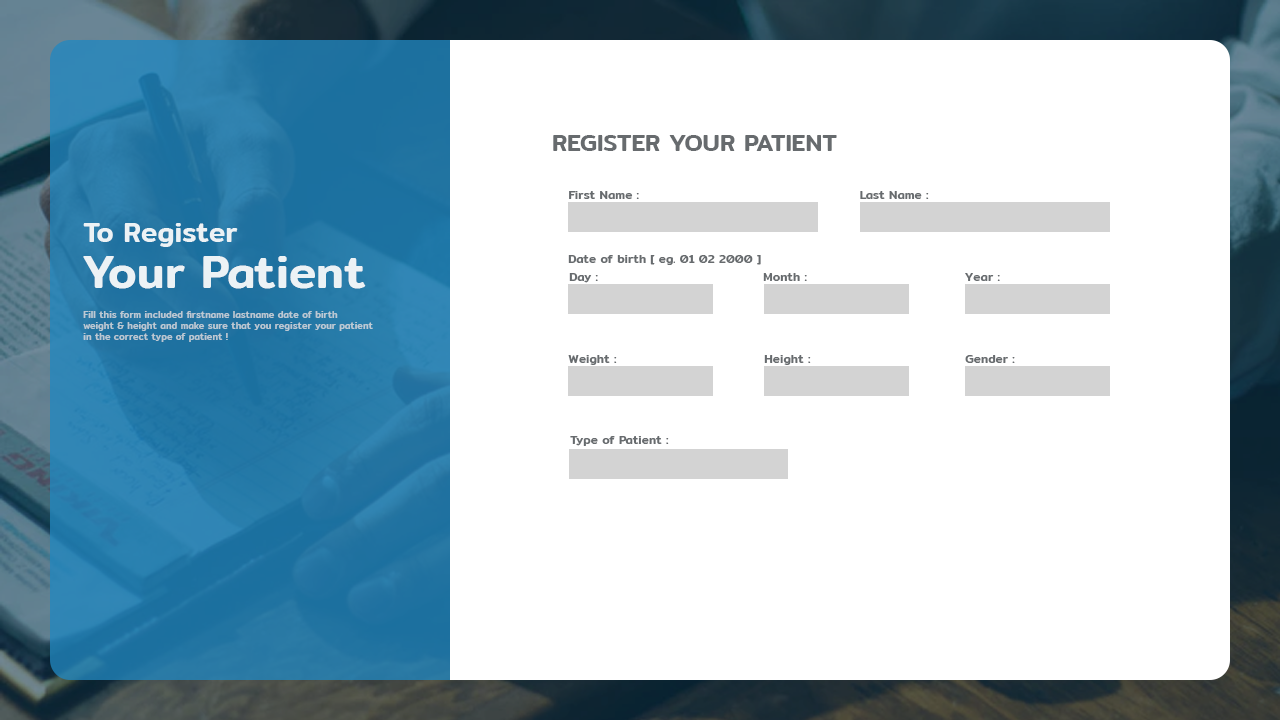 To Register
Your Patient
Fill this form included firstname lastname date of birth
weight & height and make sure that you register your patient
in the correct type of patient !
REGISTER YOUR PATIENT
First Name :
Last Name :
Date of birth [ eg. 01 02 2000 ]
Day :
Month :
Year :
Weight :
Height :
Gender :
Type of Patient :